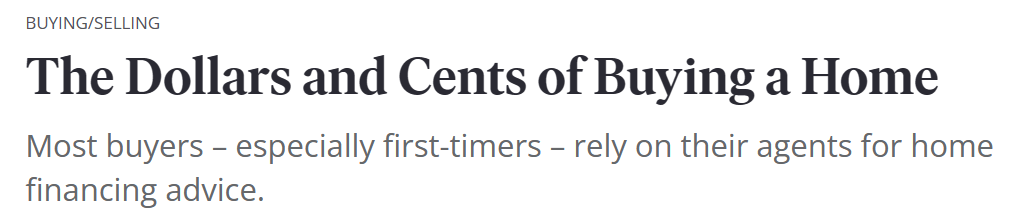 BUYING/SELLING
The Dollars and Cents of Buying a Home
Most buyers – especially first-timers – rely on their agents for home
financing advice.